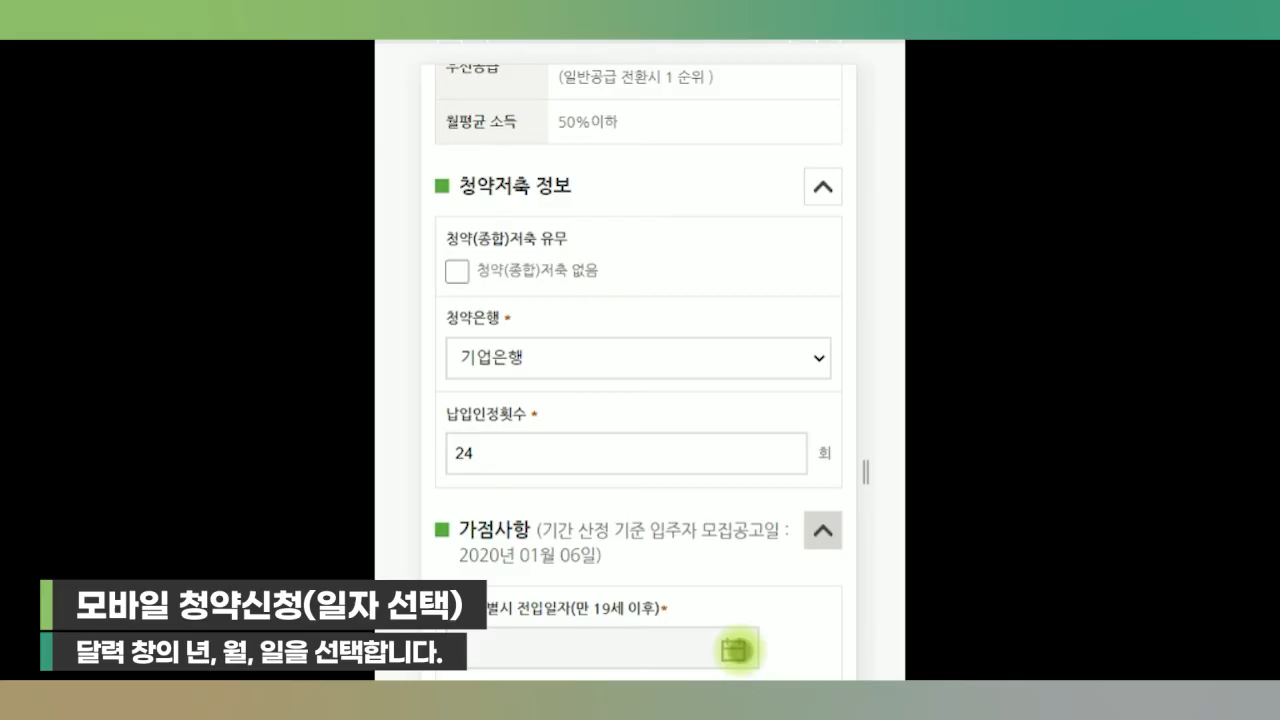 우선공급
(일반공급 전환시 1 순위 )
월평균 소득
50%이하
청약저축 정보
청약(종합)저축 유무
청약(종합)저축 없음
청약은행 *
기업은행
납입인정횟수 *
24
회
가점사항 (기간 산정 기준 입주자 모집공고일 :
2020년 01월 06일)
별시 전입일자(만 19세 이후)*
모바일 청약신청(일자 선택)
달력 창의 년, 월, 일을 선택합니다.